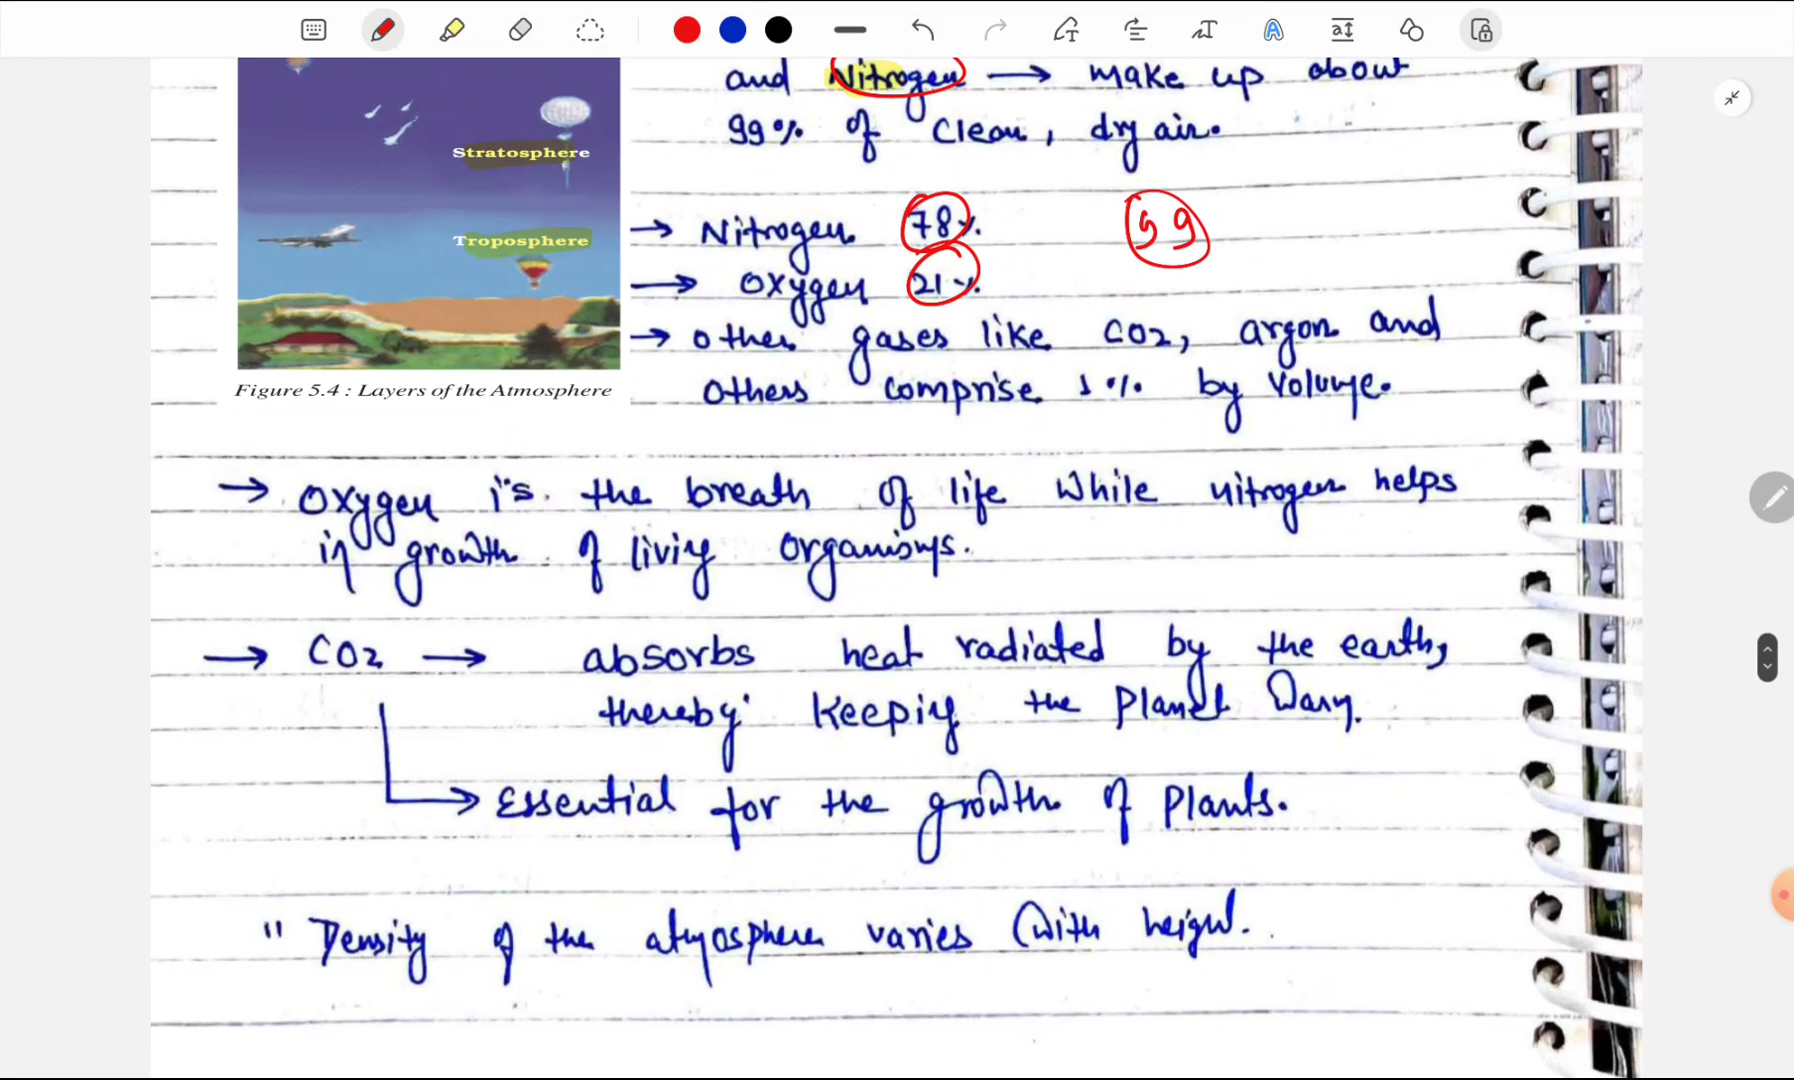 and Nitrogen → make up about
99% of clean, dry air.
Stratosphere
→ Nitrogen 78%.
99
Troposphere
→ Oxygen 21%.
→ other gases like CO2, argon and
others comprise 1% by volume.
Figure 5.4 : Layers of the Atmosphere
→ Oxygen is the breath of life while nitrogen helps
in growth of living organisms.
→ CO2 → absorbs heat radiated by the earth,
thereby keeping the planet warm.
→ Essential for the growth of plants.
" Density of the atmosphere varies with height.